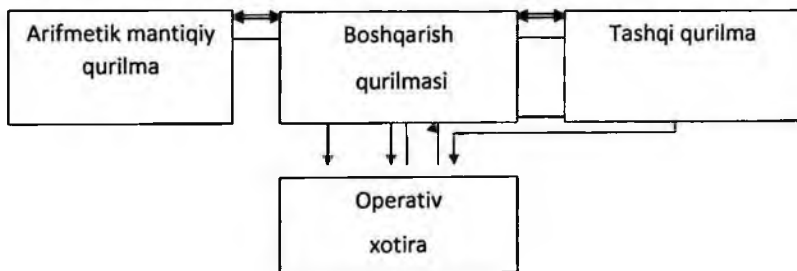 Arifmetik mantiqiy
qurilma
Boshqarish
qurilmasi
Tashqi qurilma
Operativ
xotira